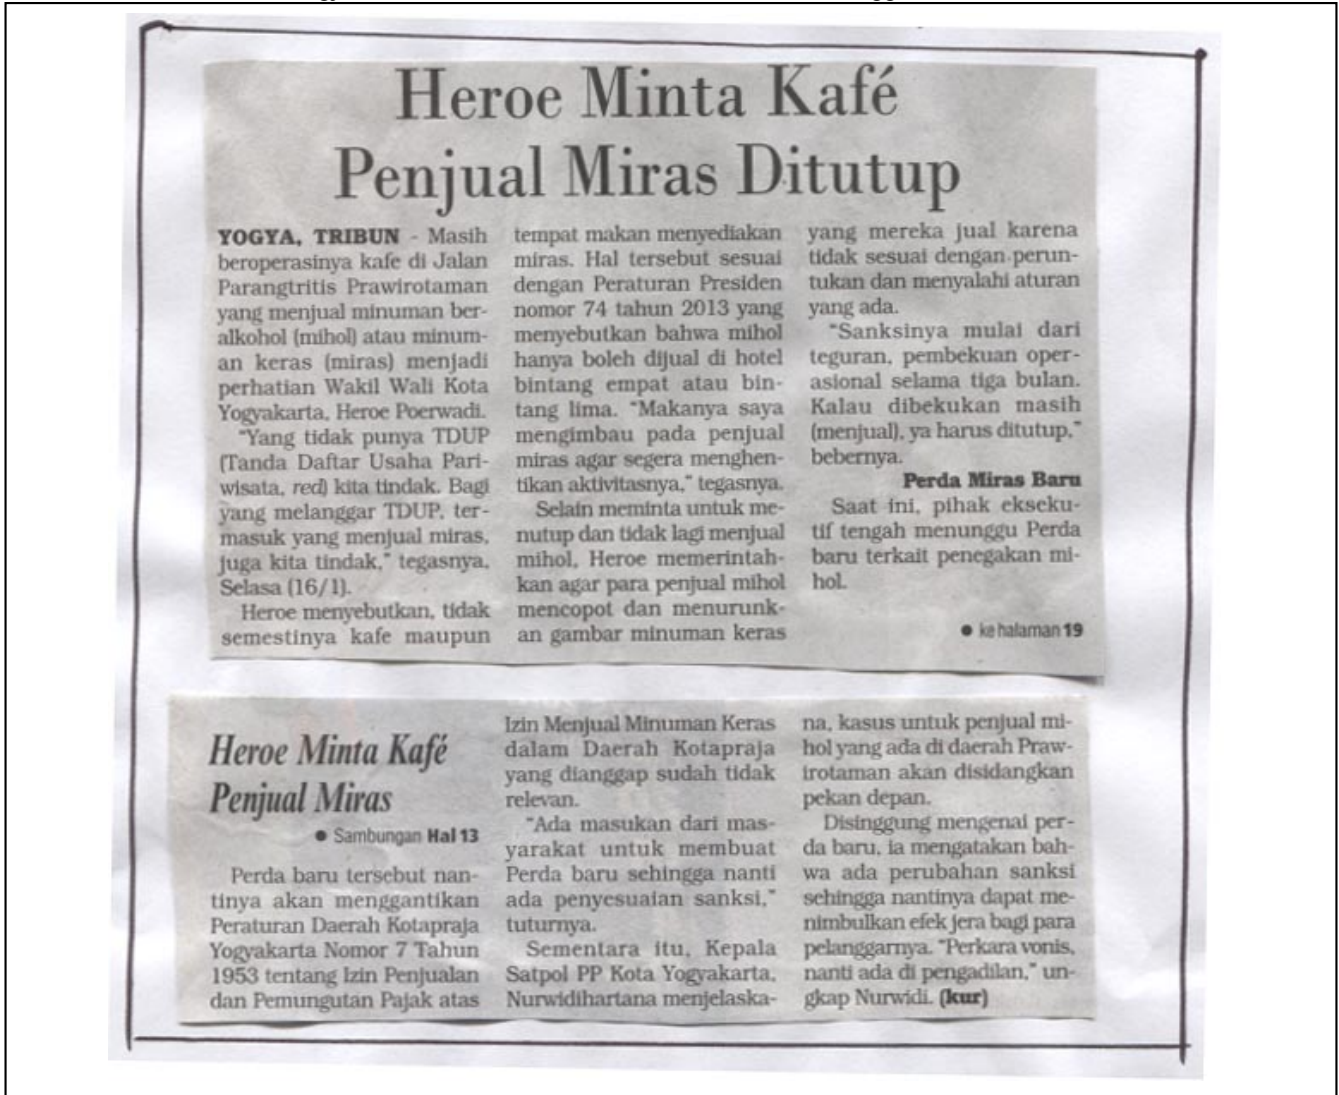 Heroe Minta Kafé
Penjual Miras Ditutup
YOGYA, TRIBUN - Masih
beroperasinya kafe di Jalan
Parangtritis Prawirotaman
yang menjual minuman ber-
alkohol (mihol) atau minum-
an keras (miras) menjadi
perhatian Wakil Wali Kota
Yogyakarta, Heroe Poerwadi.
"Yang tidak punya TDUP
(Tanda Daftar Usaha Pari-
wisata, red) kita tindak. Bagi
yang melanggar TDUP, ter-
masuk yang menjual miras,
juga kita tindak," tegasnya,
Selasa (16/1).
Heroe menyebutkan, tidak
semestinya kafe maupun
tempat makan menyediakan
miras. Hal tersebut sesuai
dengan Peraturan Presiden
nomor 74 tahun 2013 yang
menyebutkan bahwa mihol
hanya boleh dijual di hotel
bintang empat atau bin-
tang lima. "Makanya saya
mengimbau pada penjual
miras agar segera menghen-
tikan aktivitasnya," tegasnya.
Selain meminta untuk me-
nutup dan tidak lagi menjual
mihol, Heroe memerintah-
kan agar para penjual mihol
mencopot dan menurunk-
an gambar minuman keras
yang mereka jual karena
tidak sesuai dengan perun-
tukan dan menyalahi aturan
yang ada.
"Sanksinya mulai dari
teguran, pembekuan oper-
asional selama tiga bulan.
Kalau dibekukan masih
(menjual), ya harus ditutup,"
bebernya.
Perda Miras Baru
Saat ini, pihak ekseku-
tif tengah menunggu Perda
baru terkait penegakan mi-
hol.
● ke halaman 19
Heroe Minta Kafé
Penjual Miras
● Sambungan Hal 13
Perda baru tersebut nan-
tinya akan menggantikan
Peraturan Daerah Kotapraja
Yogyakarta Nomor 7 Tahun
1953 tentang Izin Penjualan
dan Pemungutan Pajak atas
Izin Menjual Minuman Keras
dalam Daerah Kotapraja
yang dianggap sudah tidak
relevan.
"Ada masukan dari mas-
yarakat untuk membuat
Perda baru sehingga nanti
ada penyesuaian sanksi,"
tuturnya.
Sementara itu, Kepala
Satpol PP Kota Yogyakarta,
Nurwidihartana menjelaska-
na, kasus untuk penjual mi-
hol yang ada di daerah Praw-
irotaman akan disidangkan
pekan depan.
Disinggung mengenai per-
da baru, ia mengatakan bah-
wa ada perubahan sanksi
sehingga nantinya dapat me-
nimbulkan efek jera bagi para
pelanggarnya. "Perkara vonis,
nanti ada di pengadilan," un-
gkap Nurwidi. (kur)